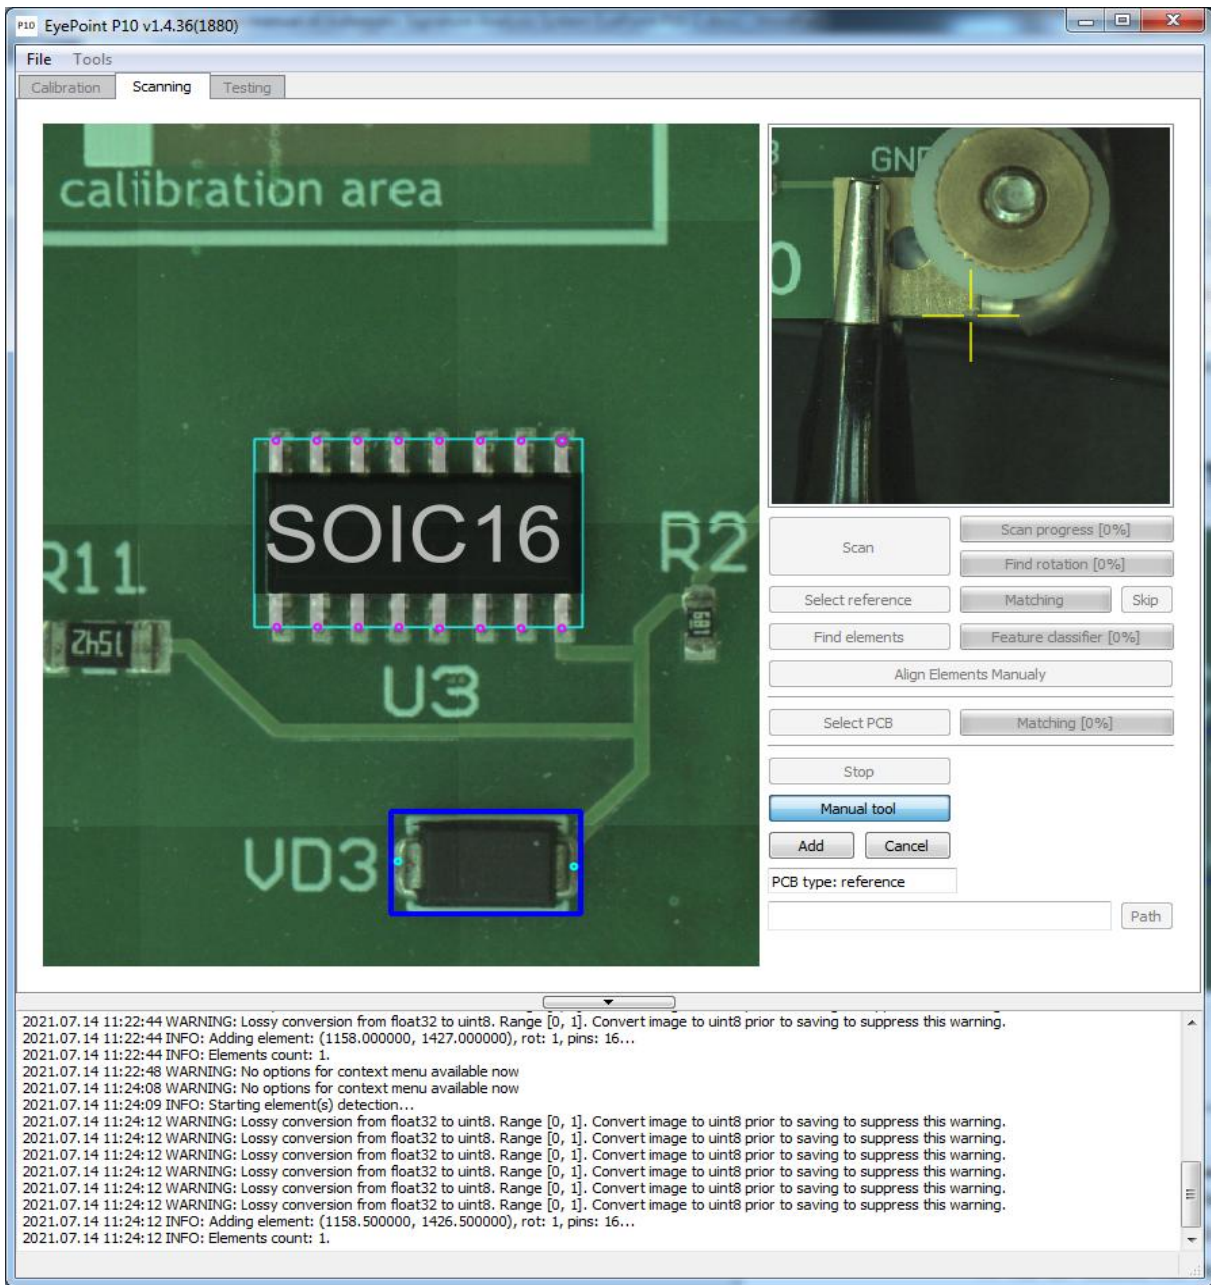 P10 EyePoint P10 v1.4.36(1880)
File Tools
Calibration Scanning Testing
caliibration area
SOIC16
R11
R2
15h2
U3
VD3
GND
0
Scan
Scan progress [0%]
Find rotation [0%]
Select reference
Matching
Skip
Find elements
Feature classifier [0%]
Align Elements Manualy
Select PCB
Matching [0%]
Stop
Manual tool
Add
Cancel
PCB type: reference
Path
2021.07.14 11:22:44 WARNING: Lossy conversion from float32 to uint8. Range [0, 1]. Convert image to uint8 prior to saving to suppress this warning.
2021.07.14 11:22:44 INFO: Adding element: (1158.000000, 1427.000000), rot: 1, pins: 16...
2021.07.14 11:22:44 INFO: Elements count: 1.
2021.07.14 11:22:48 WARNING: No options for context menu available now
2021.07.14 11:24:08 WARNING: No options for context menu available now
2021.07.14 11:24:09 INFO: Starting element(s) detection...
2021.07.14 11:24:12 WARNING: Lossy conversion from float32 to uint8. Range [0, 1]. Convert image to uint8 prior to saving to suppress this warning.
2021.07.14 11:24:12 WARNING: Lossy conversion from float32 to uint8. Range [0, 1]. Convert image to uint8 prior to saving to suppress this warning.
2021.07.14 11:24:12 WARNING: Lossy conversion from float32 to uint8. Range [0, 1]. Convert image to uint8 prior to saving to suppress this warning.
2021.07.14 11:24:12 WARNING: Lossy conversion from float32 to uint8. Range [0, 1]. Convert image to uint8 prior to saving to suppress this warning.
2021.07.14 11:24:12 WARNING: Lossy conversion from float32 to uint8. Range [0, 1]. Convert image to uint8 prior to saving to suppress this warning.
2021.07.14 11:24:12 WARNING: Lossy conversion from float32 to uint8. Range [0, 1]. Convert image to uint8 prior to saving to suppress this warning.
2021.07.14 11:24:12 INFO: Adding element: (1158.500000, 1426.500000), rot: 1, pins: 16...
2021.07.14 11:24:12 INFO: Elements count: 1.